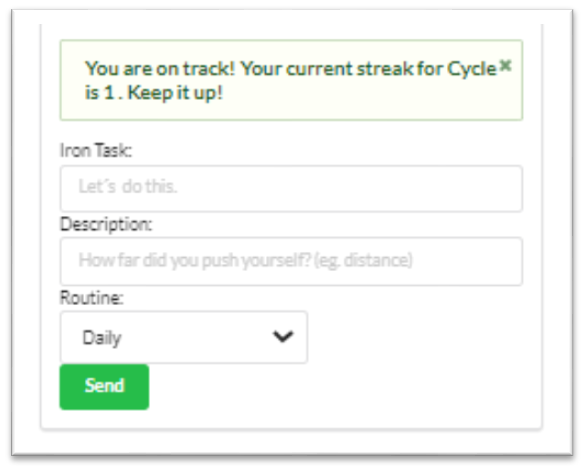 You are on track! Your current streak for Cycle
is 1 . Keep it up!
Iron Task:
Let´s do this.
Description:
How far did you push yourself? (eg. distance)
Routine:
Daily
Send